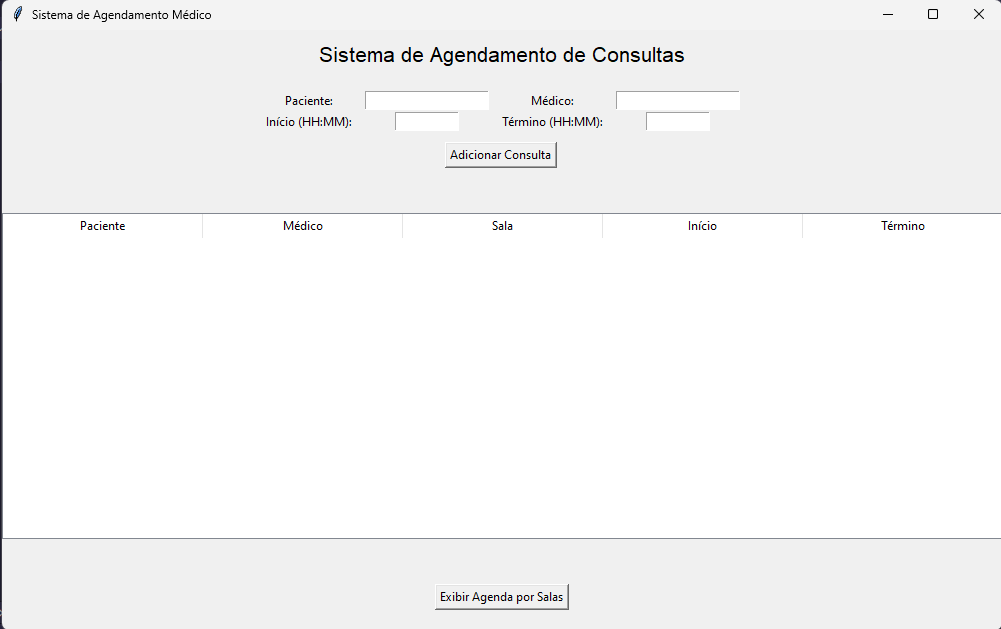 Sistema de Agendamento Médico
Sistema de Agendamento de Consultas
Paciente: Médico:
Início (HH:MM): Término (HH:MM):
Adicionar Consulta
Paciente Médico Sala Início Término
Exibir Agenda por Salas